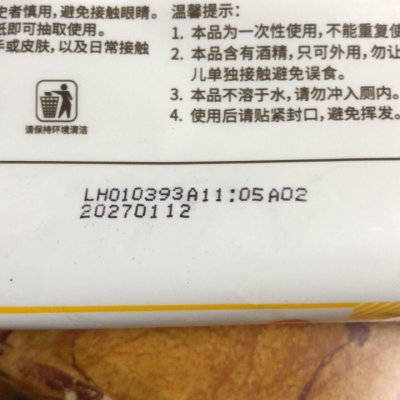 者慎用，避免接触眼睛。
纸即可抽取使用。
手或皮肤，以及日常接触
请保持环境清洁
温馨提示：
1. 本品为一次性使用，不能重复使
2. 本品含有酒精，只可外用，勿让
儿单独接触避免误食。
3. 本品不溶于水，请勿冲入厕内。
4. 使用后请贴紧封口，避免挥发。
LH010393A11:05A02
20270112